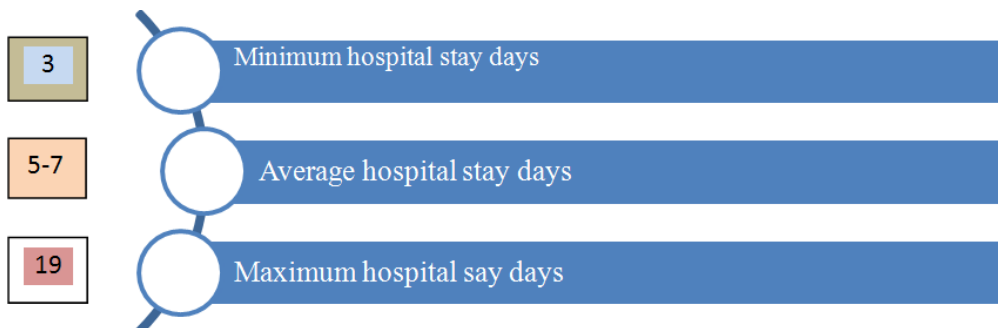 3
Minimum hospital stay days
5-7
Average hospital stay days
19
Maximum hospital say days